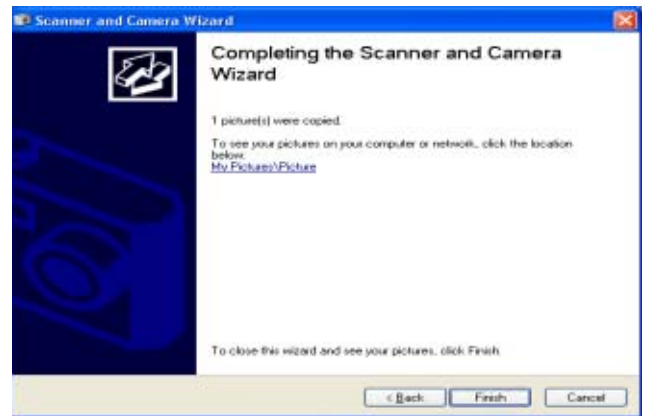 Scanner and Camera Wizard
Completing the Scanner and Camera
Wizard
1 picture(s) were copied.
To see your pictures on your computer or network, click the location
below:
My Pictures\Picture
To close this wizard and see your pictures, click Finish.
< Back
Finish
Cancel